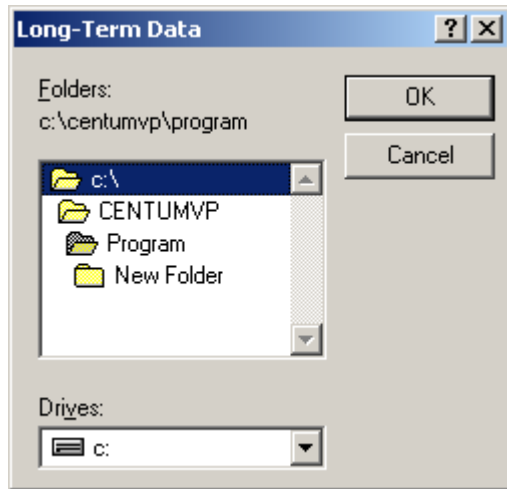 Long-Term Data
Folders:
c:\centumvp\program
OK
Cancel
c:\
CENTUMVP
Program
New Folder
Drives:
c: